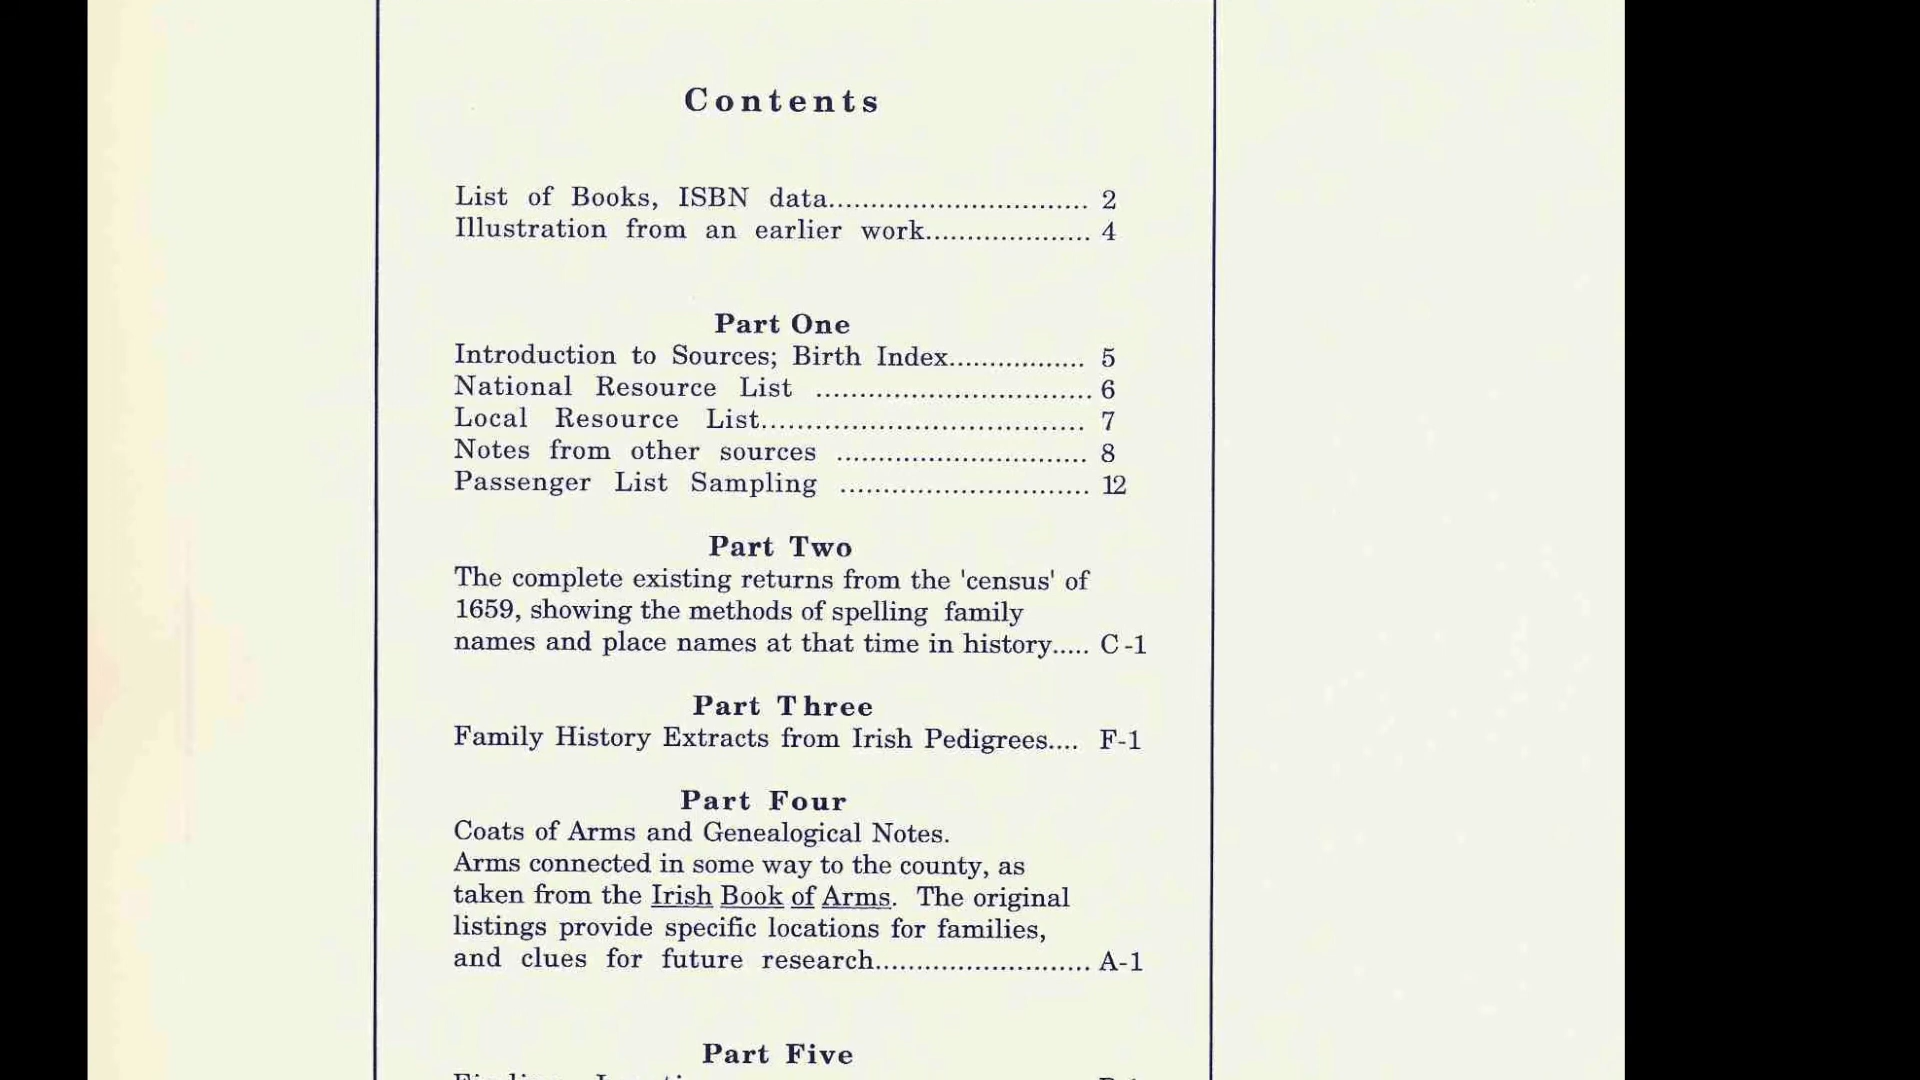 Contents
List of Books, ISBN data............................... 2
Illustration from an earlier work.................... 4
Part One
Introduction to Sources; Birth Index................ 5
National Resource List ................................. 6
Local Resource List....................................... 7
Notes from other sources .............................. 8
Passenger List Sampling .............................. 12
Part Two
The complete existing returns from the 'census' of
1659, showing the methods of spelling family
names and place names at that time in history..... C-1
Part Three
Family History Extracts from Irish Pedigrees.... F-1
Part Four
Coats of Arms and Genealogical Notes.
Arms connected in some way to the county, as
taken from the Irish Book of Arms. The original
listings provide specific locations for families,
and clues for future research.......................... A-1
Part Five